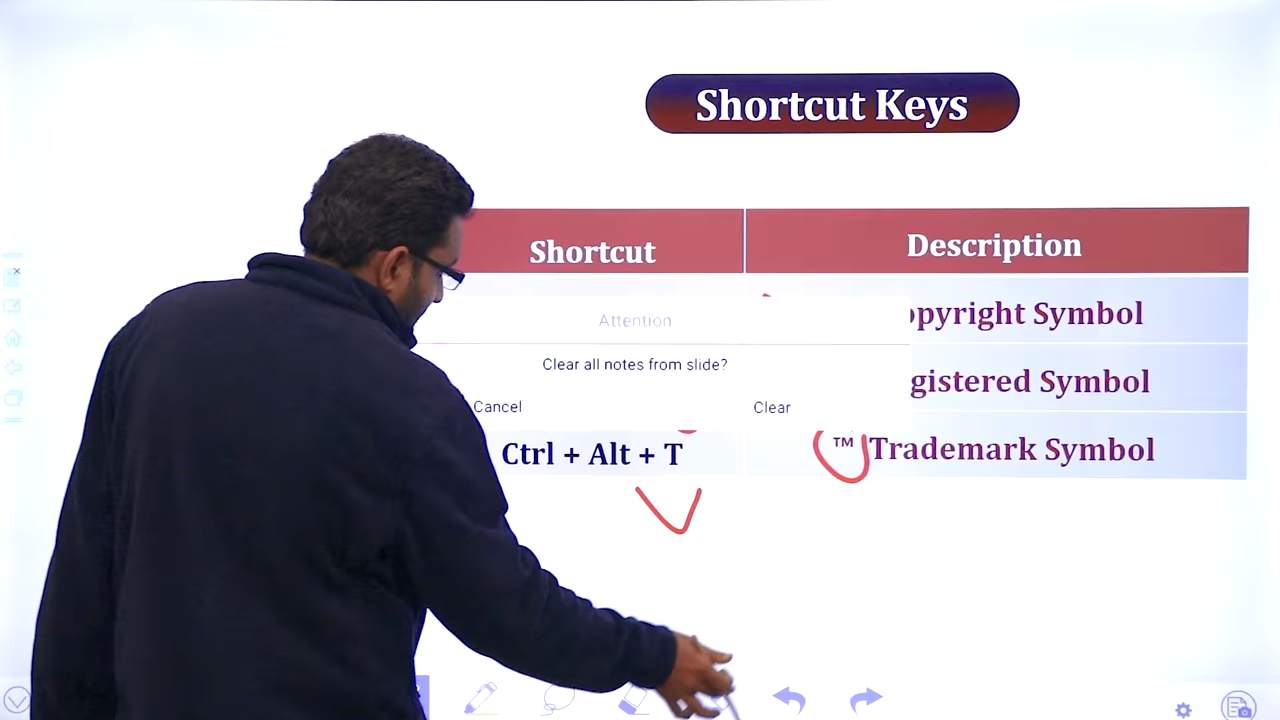 Shortcut Keys
Shortcut Description
opyright Symbol
Attention
Clear all notes from slide?
gistered Symbol
Cancel Clear
Ctrl + Alt + T ™ Trademark Symbol